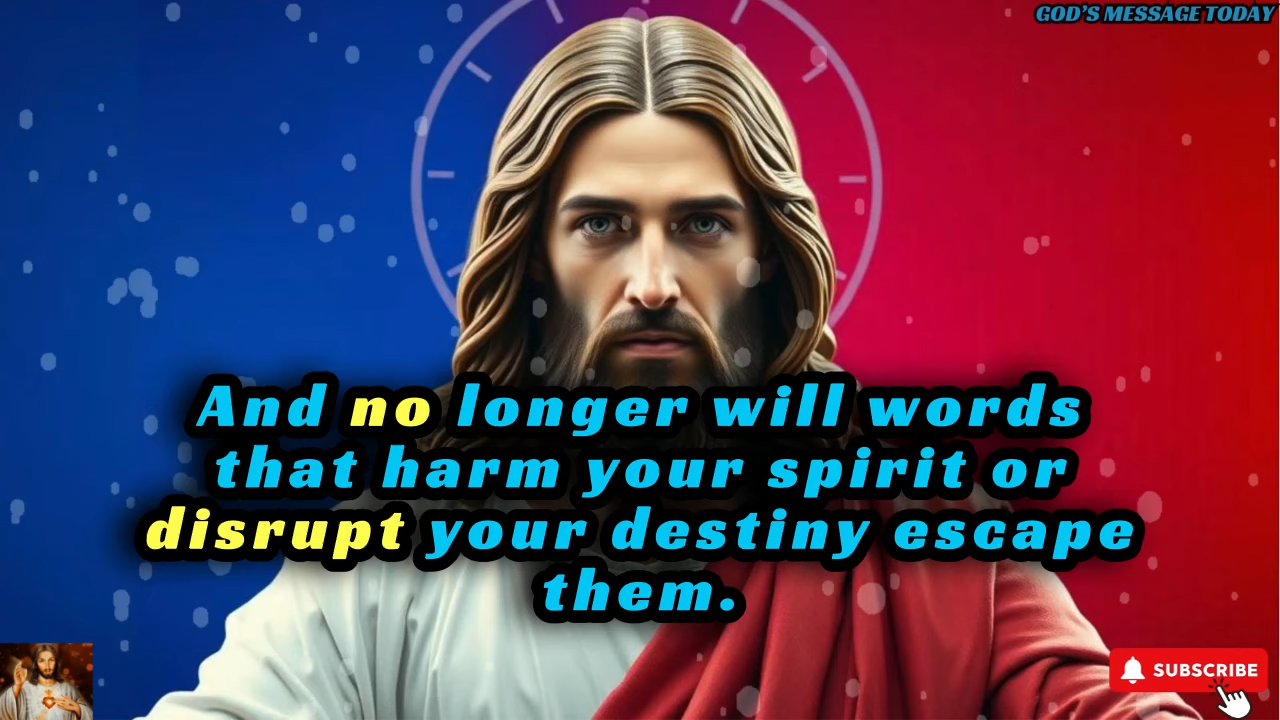 GOD'S MESSAGE TODAY
And no longer will words
that harm your spirit or
disrupt your destiny escape
them.
SUBSCRIBE